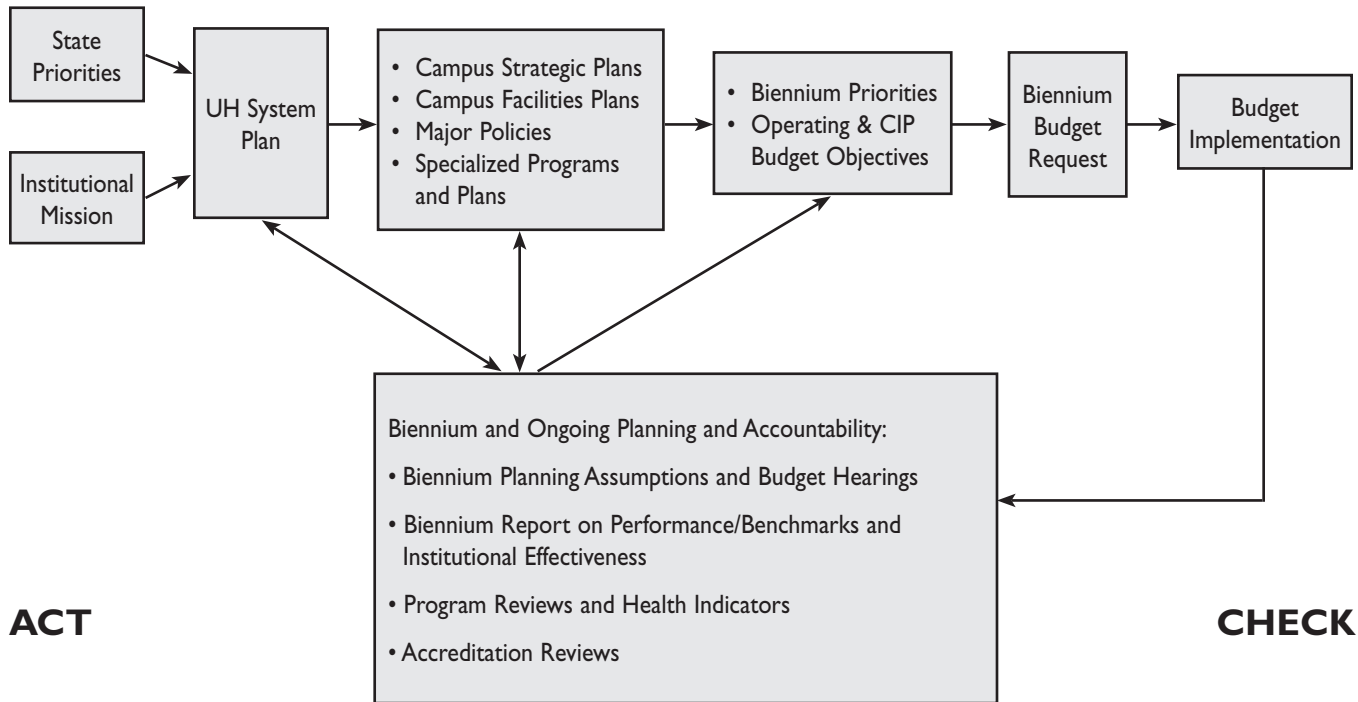 State
Priorities
Institutional
Mission
UH System
Plan
• Campus Strategic Plans
• Campus Facilities Plans
• Major Policies
• Specialized Programs
and Plans
• Biennium Priorities
• Operating & CIP
Budget Objectives
Biennium
Budget
Request
Budget
Implementation
Biennium and Ongoing Planning and Accountability:
• Biennium Planning Assumptions and Budget Hearings
• Biennium Report on Performance/Benchmarks and
Institutional Effectiveness
• Program Reviews and Health Indicators
• Accreditation Reviews
ACT
CHECK